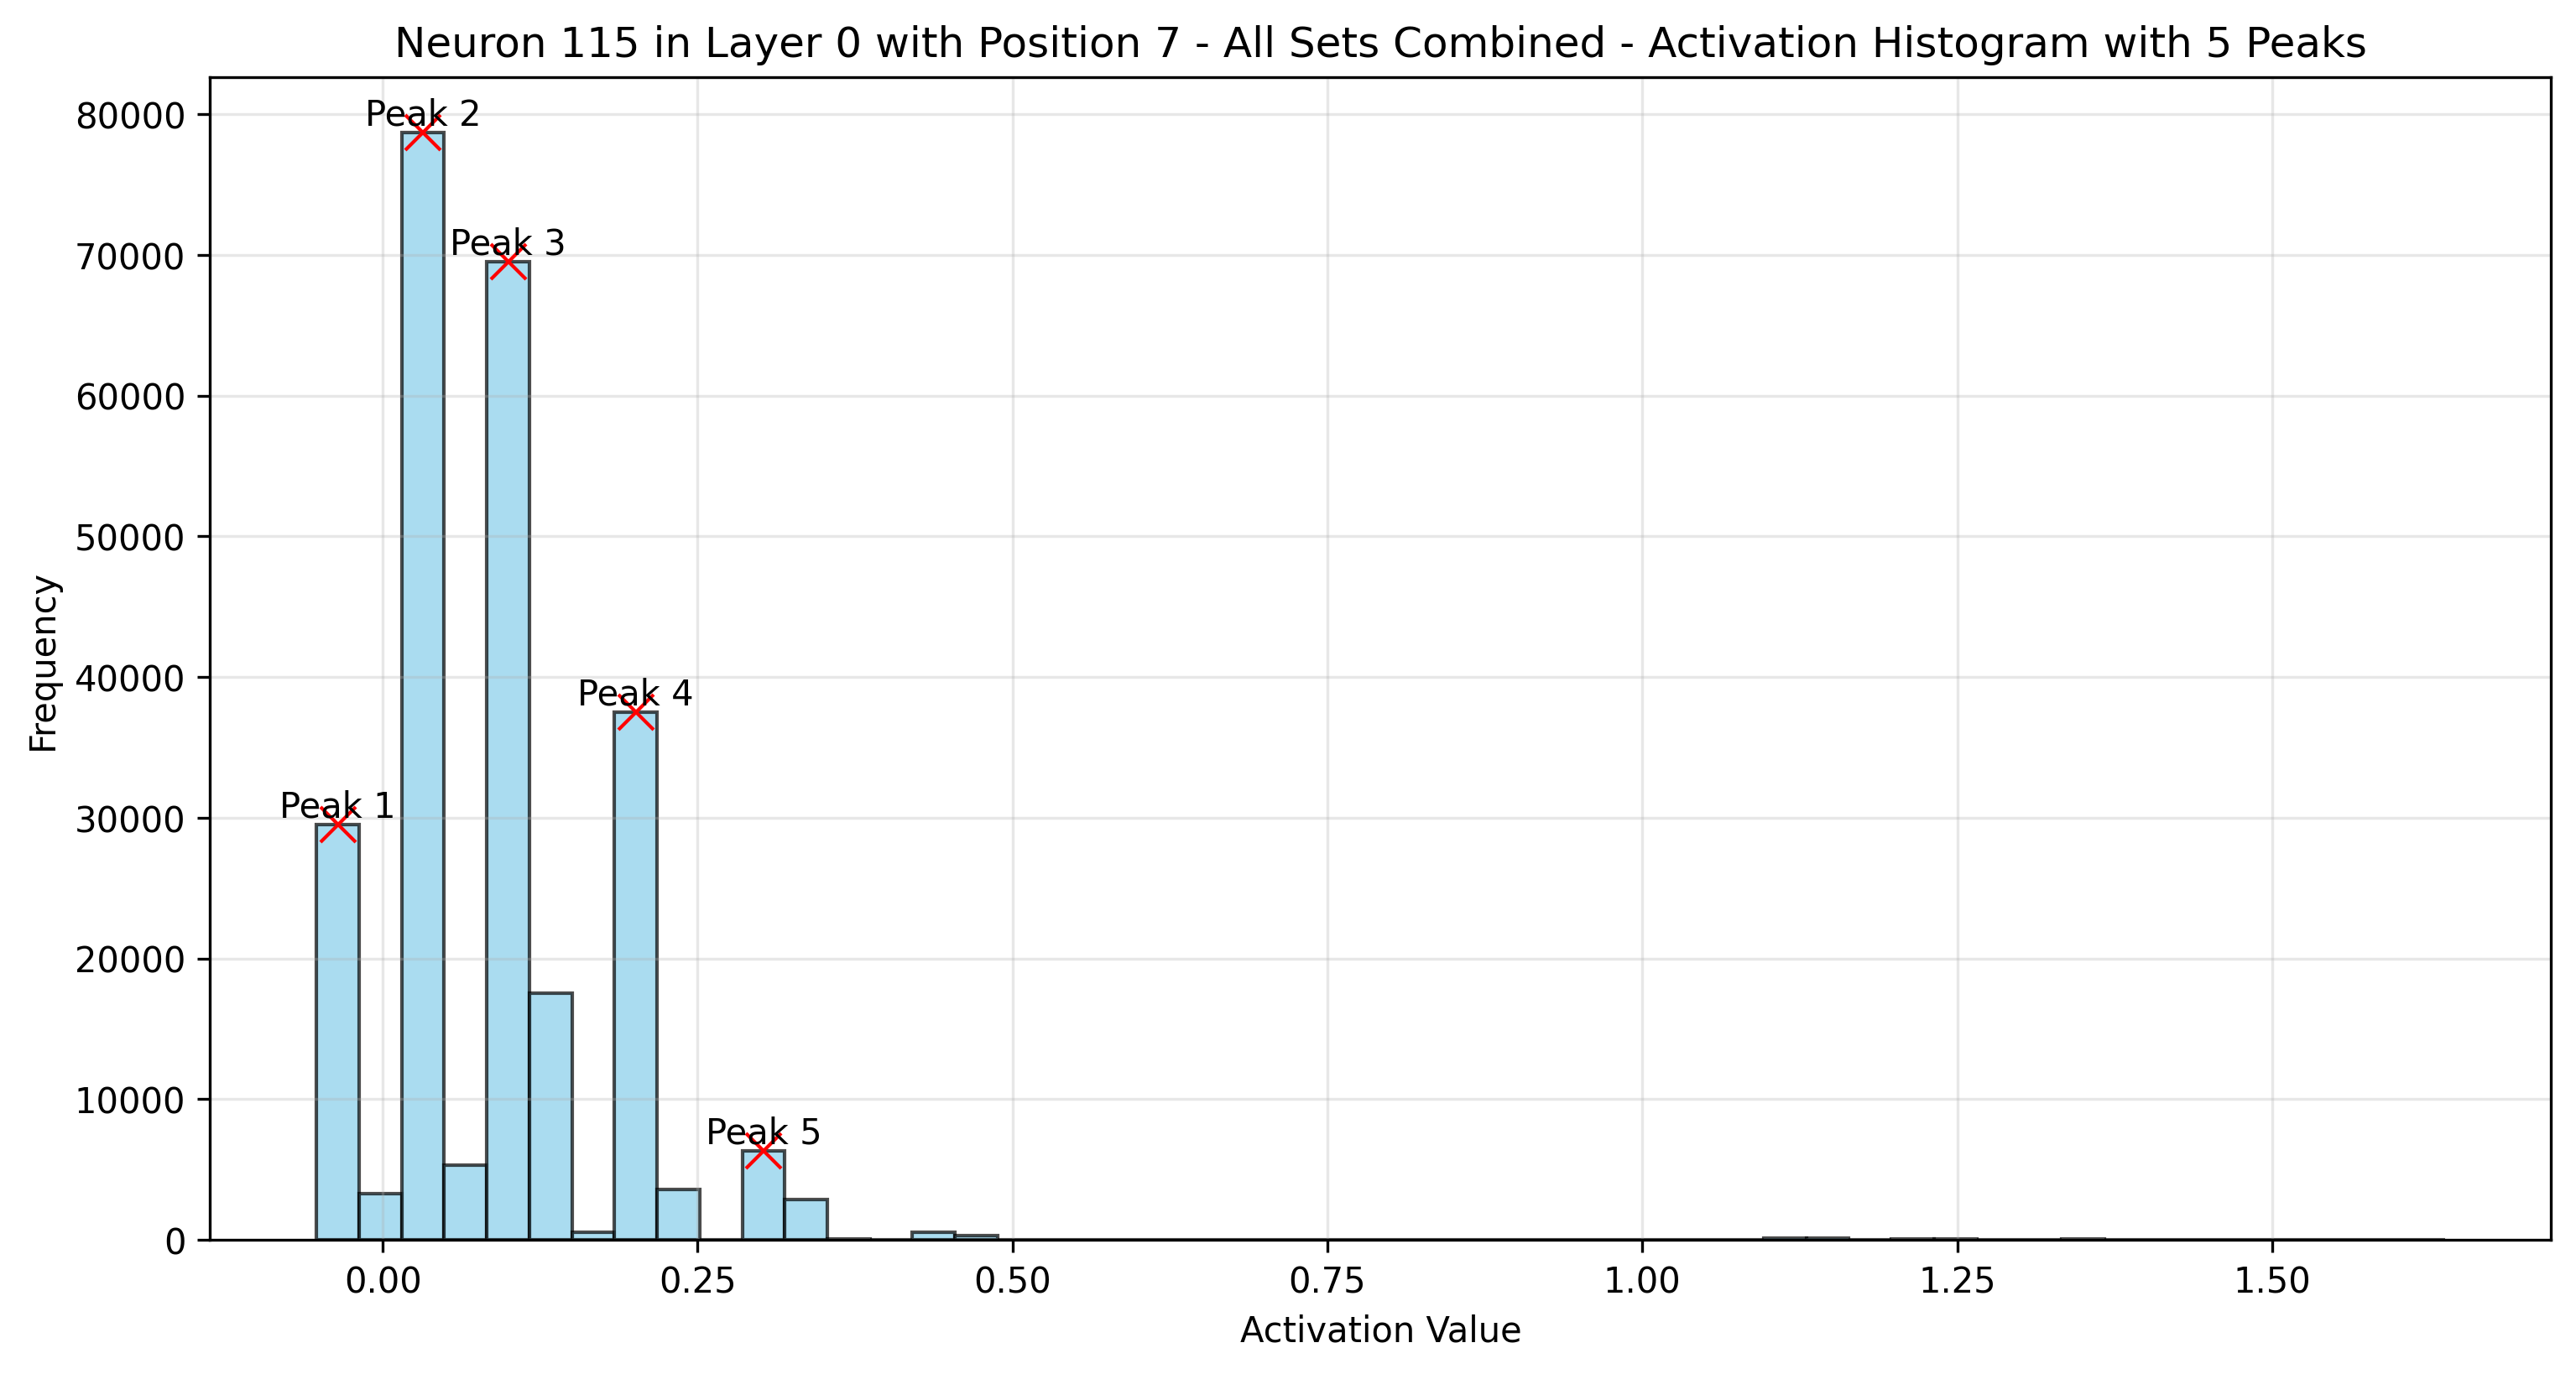 Neuron 115 in Layer 0 with Position 7 - All Sets Combined - Activation Histogram with 5 Peaks
80000
70000
60000
50000
40000
30000
20000
10000
0
Frequency
Peak 1
Peak 2
Peak 3
Peak 4
Peak 5
0.00 0.25 0.50 0.75 1.00 1.25 1.50
Activation Value